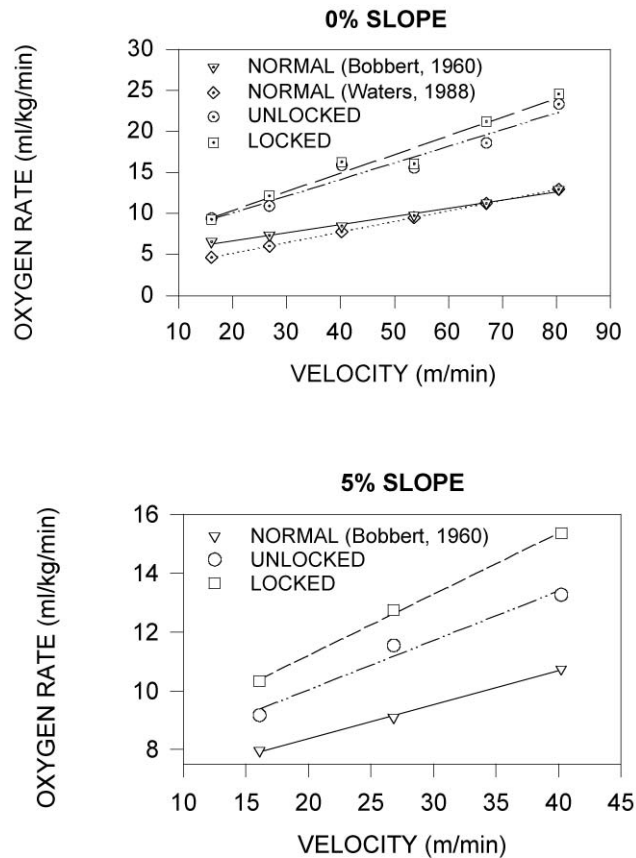 0% SLOPE
30
25
20
15
10
5
0
OXYGEN RATE (ml/kg/min)
NORMAL (Bobbert, 1960)
NORMAL (Waters, 1988)
UNLOCKED
LOCKED
10 20 30 40 50 60 70 80 90
VELOCITY (m/min)
5% SLOPE
16
14
12
10
8
OXYGEN RATE (ml/kg/min)
NORMAL (Bobbert, 1960)
UNLOCKED
LOCKED
10 15 20 25 30 35 40 45
VELOCITY (m/min)